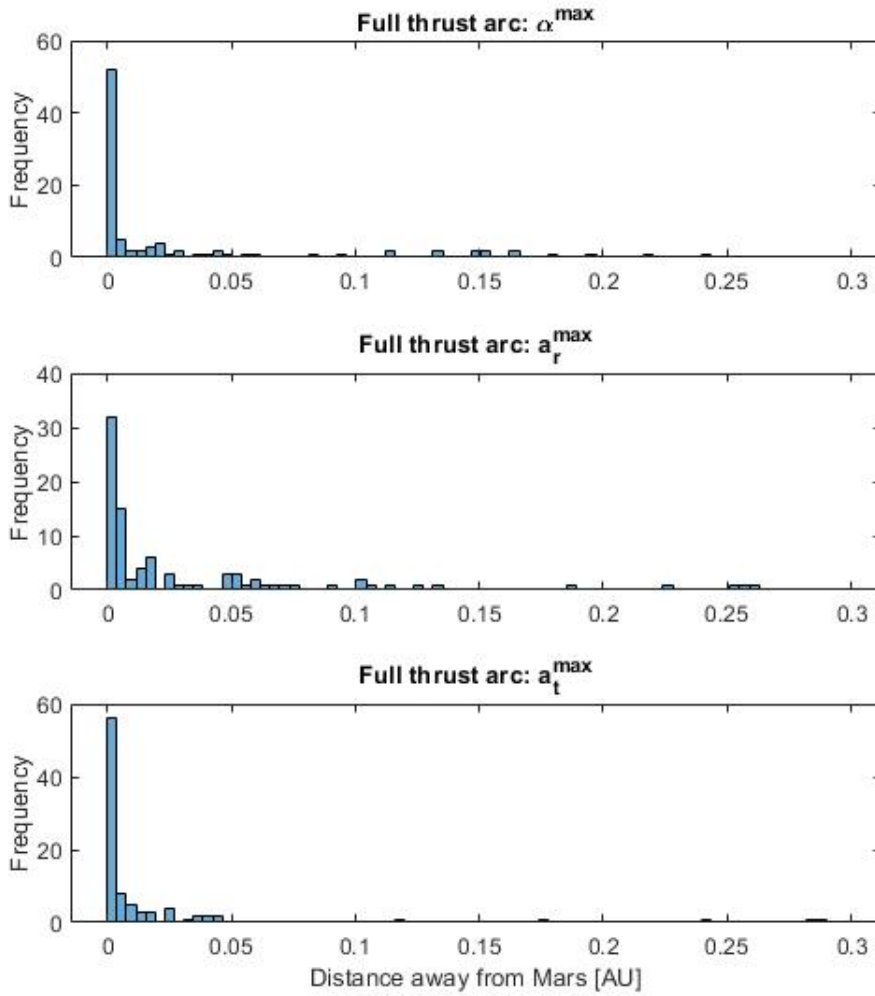 Full thrust arc: α^max
Frequency
60
40
20
0
0 0.05 0.1 0.15 0.2 0.25 0.3
Full thrust arc: a_r^max
Frequency
40
30
20
10
0
0 0.05 0.1 0.15 0.2 0.25 0.3
Full thrust arc: a_t^max
Frequency
60
40
20
0
0 0.05 0.1 0.15 0.2 0.25 0.3
Distance away from Mars [AU]